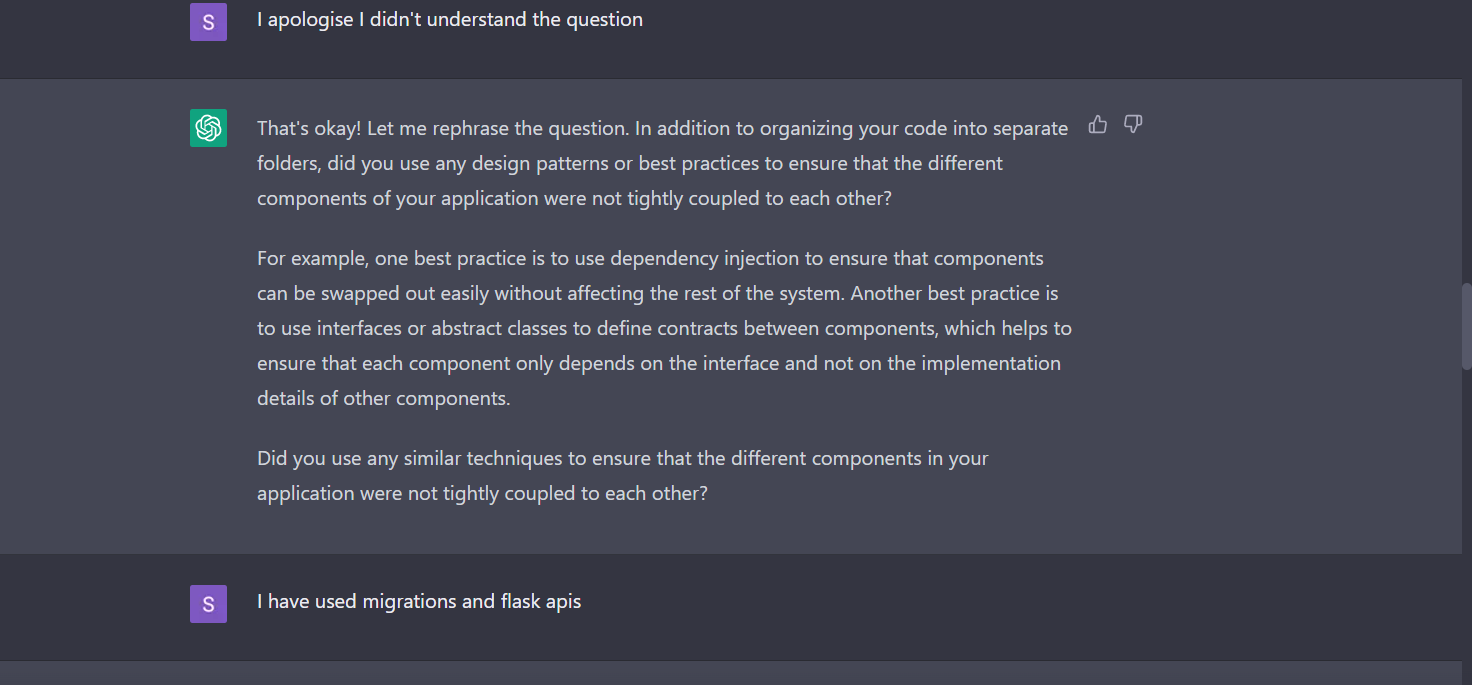 S
I apologise I didn't understand the question
That's okay! Let me rephrase the question. In addition to organizing your code into separate
folders, did you use any design patterns or best practices to ensure that the different
components of your application were not tightly coupled to each other?
For example, one best practice is to use dependency injection to ensure that components
can be swapped out easily without affecting the rest of the system. Another best practice is
to use interfaces or abstract classes to define contracts between components, which helps to
ensure that each component only depends on the interface and not on the implementation
details of other components.
Did you use any similar techniques to ensure that the different components in your
application were not tightly coupled to each other?
S
I have used migrations and flask apis